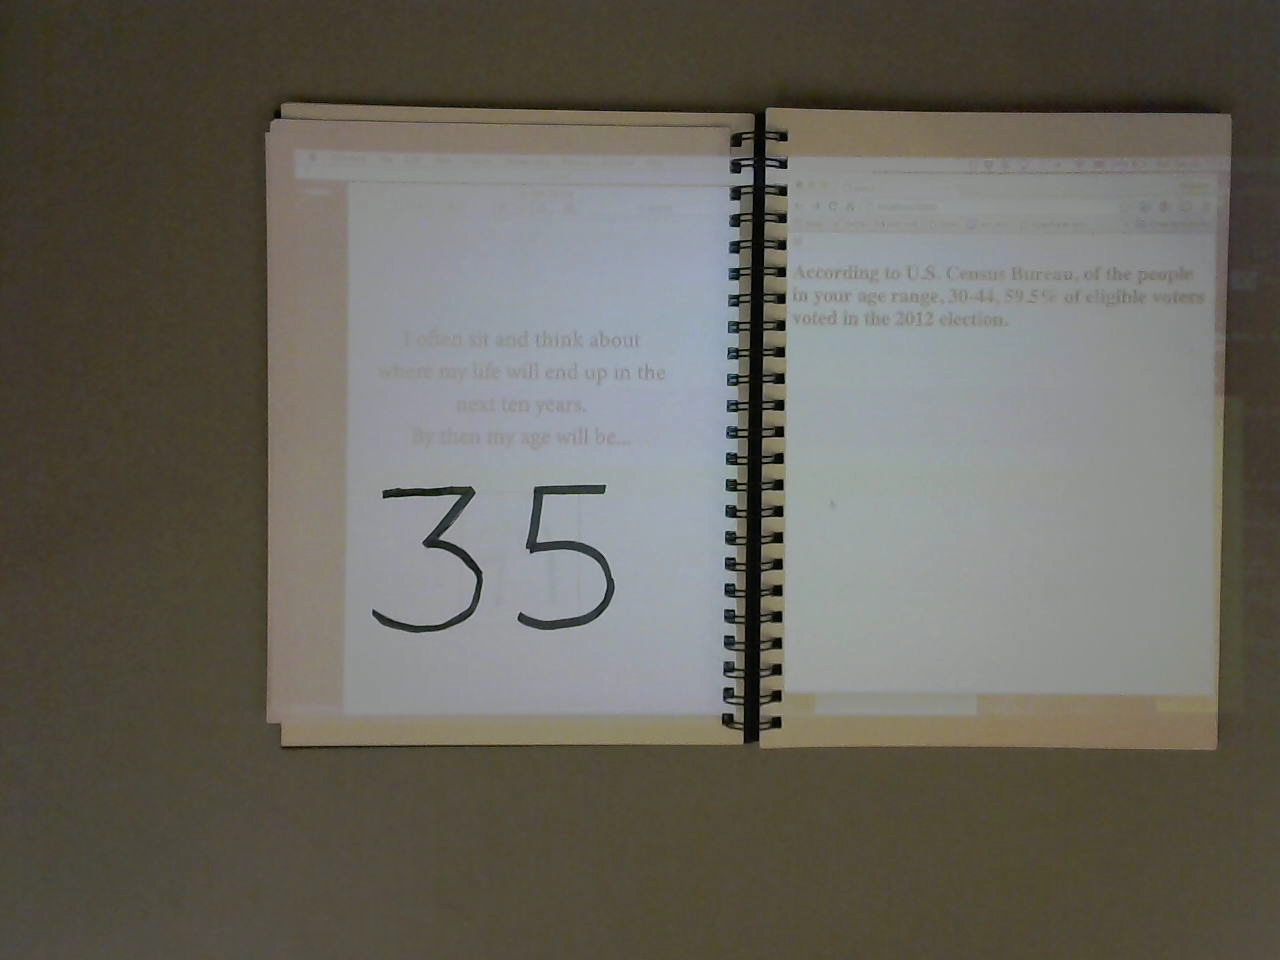 I often sit and think about
where my life will end up in the
next ten years.
By then my age will be...
35
According to U.S. Census Bureau, of the people
in your age range, 30-44, 59.5% of eligible voters
voted in the 2012 election.